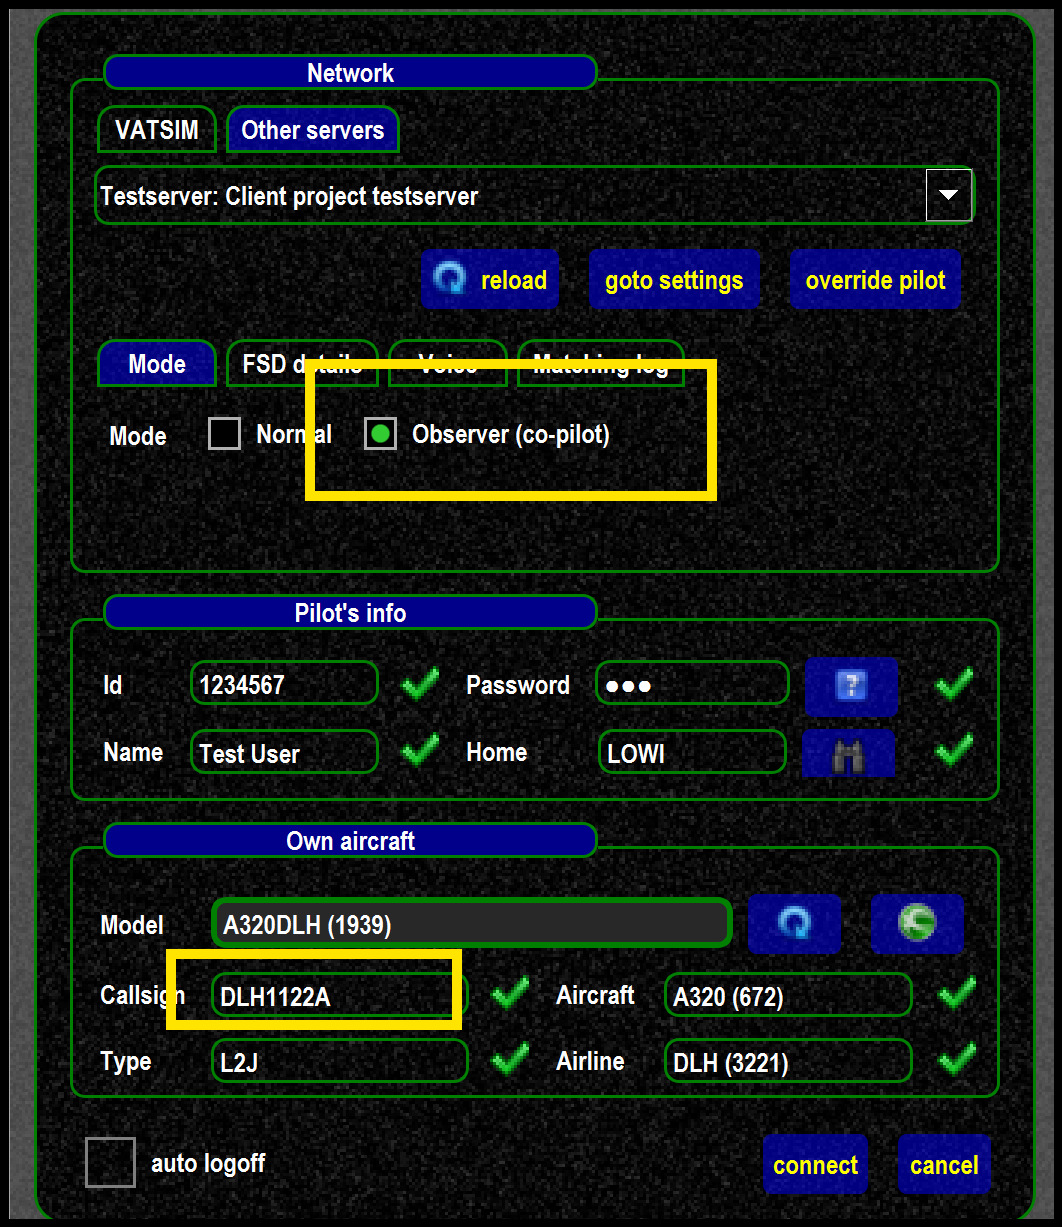 Network
VATSIM Other servers
Testserver: Client project testserver
reload goto settings override pilot
Mode FSD details Voice Matching log
Mode Normal Observer (co-pilot)
Pilot's info
Id 1234567 Password ●●● ?
Name Test User Home LOWI
Own aircraft
Model A320DLH (1939)
Callsign DLH1122A Aircraft A320 (672)
Type L2J Airline DLH (3221)
auto logoff connect cancel